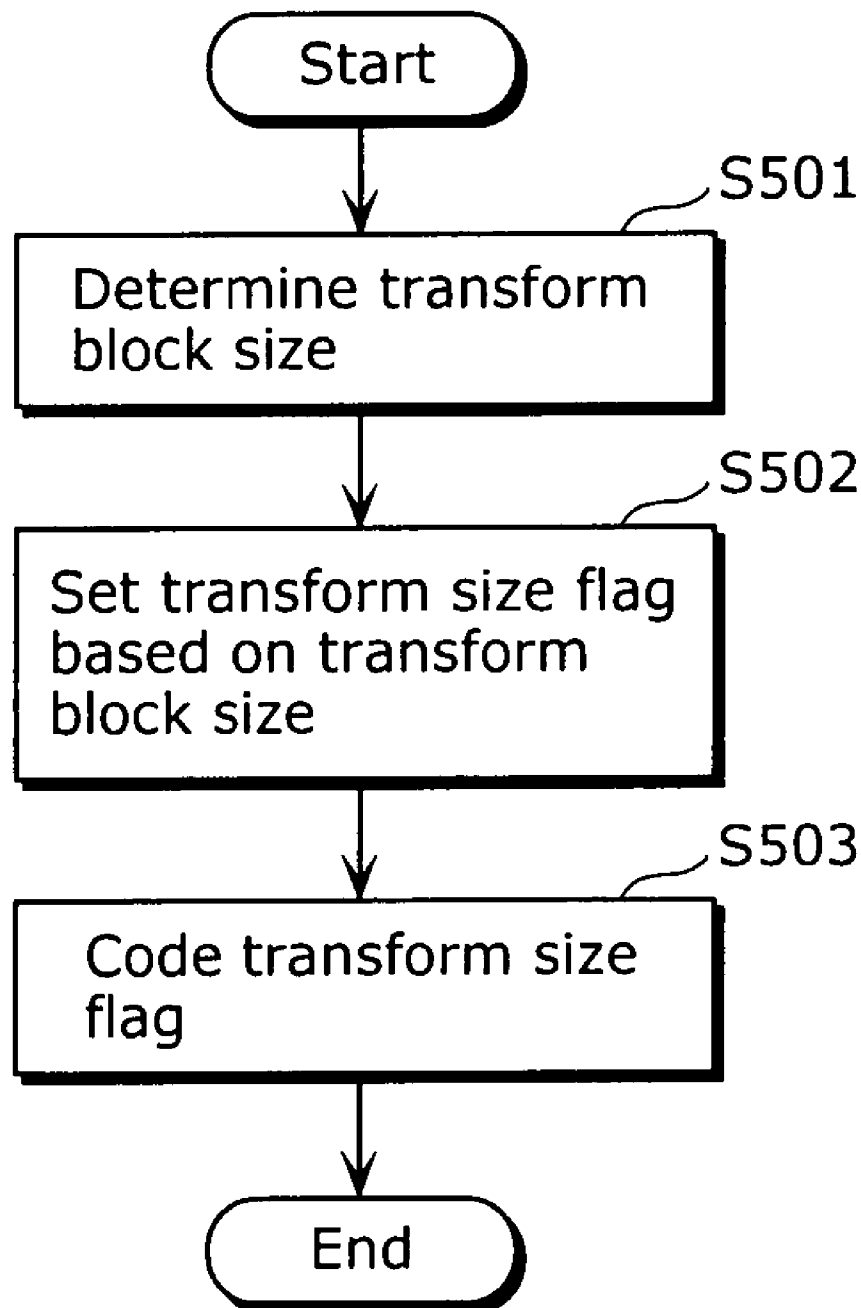 Start
S501
Determine transform
block size
S502
Set transform size flag
based on transform
block size
S503
Code transform size
flag
End